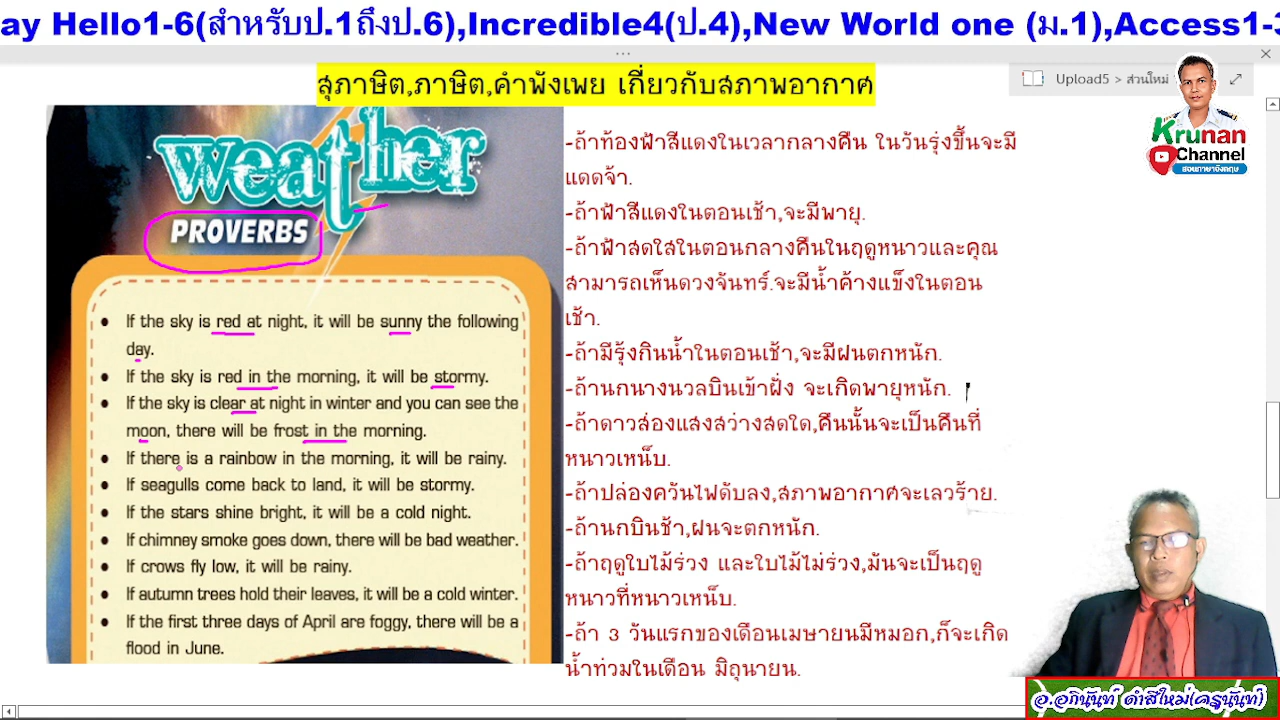 ay Hello1-6(สำหรับป.1ถึงป.6),Incredible4(ป.4),New World one (ม.1),Access1-3
สุภาษิต,ภาษิต,คำพังเพย เกี่ยวกับสภาพอากาศ
Upload5 > ส่วนใหม่
Krunan
Channel
สอนภาษาอังกฤษ
weather
PROVERBS
• If the sky is red at night, it will be sunny the following
day.
• If the sky is red in the morning, it will be stormy.
• If the sky is clear at night in winter and you can see the
moon, there will be frost in the morning.
• If there is a rainbow in the morning, it will be rainy.
• If seagulls come back to land, it will be stormy.
• If the stars shine bright, it will be a cold night.
• If chimney smoke goes down, there will be bad weather.
• If crows fly low, it will be rainy.
• If autumn trees hold their leaves, it will be a cold winter.
• If the first three days of April are foggy, there will be a
flood in June.
-ถ้าท้องฟ้าสีแดงในเวลากลางคืน ในวันรุ่งขึ้นจะมี
แดดจ้า.
-ถ้าฟ้าสีแดงในตอนเช้า,จะมีพายุ.
-ถ้าฟ้าสดใสในตอนกลางคืนในฤดูหนาวและคุณ
สามารถเห็นดวงจันทร์.จะมีน้ำค้างแข็งในตอน
เช้า.
-ถ้ามีรุ้งกินน้ำในตอนเช้า,จะมีฝนตกหนัก.
-ถ้านกนางนวลบินเข้าฝั่ง จะเกิดพายุหนัก.
-ถ้าดาวส่องแสงสว่างสดใด,คืนนั้นจะเป็นคืนที่
หนาวเหน็บ.
-ถ้าปล่องควันไฟดับลง,สภาพอากาศจะเลวร้าย.
-ถ้านกบินช้า,ฝนจะตกหนัก.
-ถ้าฤดูใบไม้ร่วง และใบไม้ไม่ร่วง,มันจะเป็นฤดู
หนาวที่หนาวเหน็บ.
-ถ้า 3 วันแรกของเดือนเมษายนมีหมอก,ก็จะเกิด
น้ำท่วมในเดือน มิถุนายน.
อ.อภินันท์ ดำสีใหม่(ครูนันท์)